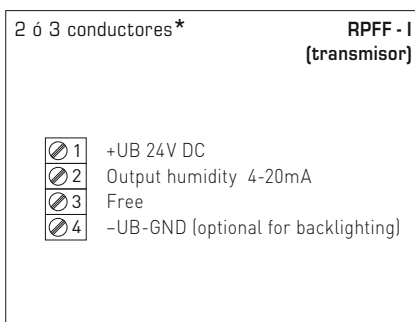 2 ó 3 conductores*
RPFF - I
(transmisor)
1 +UB 24V DC
2 Output humidity 4-20mA
3 Free
4 –UB-GND (optional for backlighting)